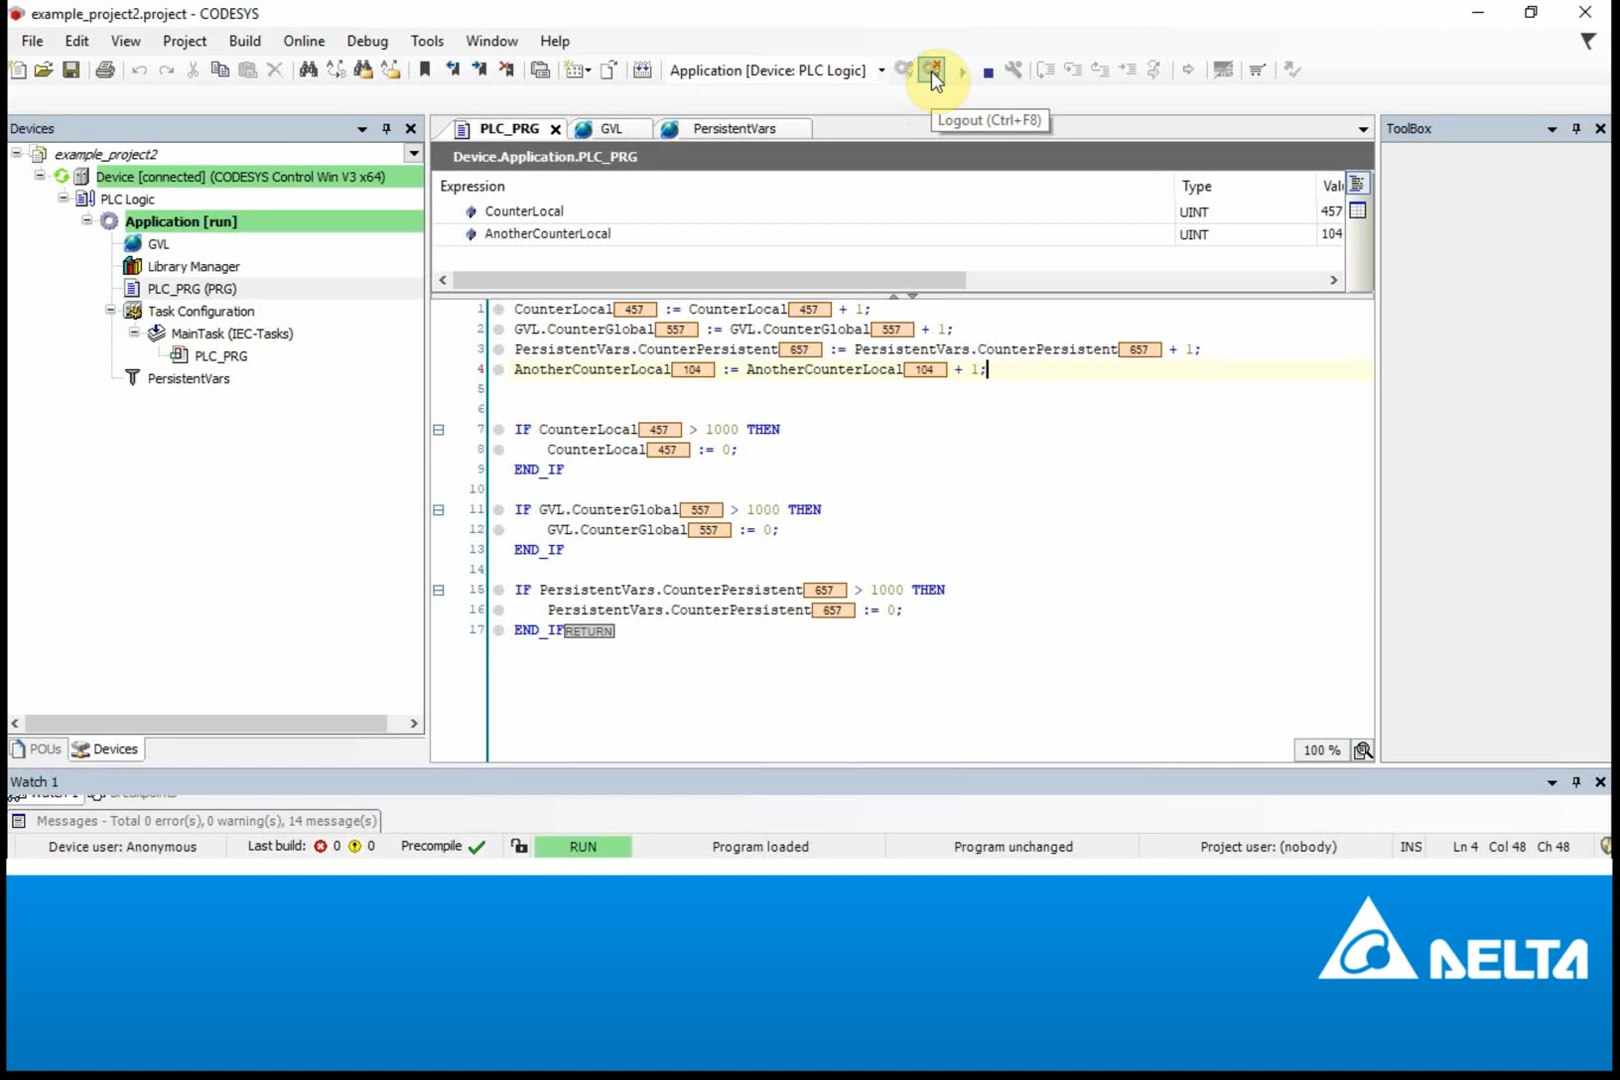 example_project2.project - CODESYS
File Edit View Project Build Online Debug Tools Window Help
Application [Device: PLC Logic]
Logout (Ctrl+F8)
Devices
example_project2
Device [connected] (CODESYS Control Win V3 x64)
PLC Logic
Application [run]
GVL
Library Manager
PLC_PRG (PRG)
Task Configuration
MainTask (IEC-Tasks)
PLC_PRG
PersistentVars
POUs Devices
PLC_PRG GVL PersistentVars
Device.Application.PLC_PRG
Expression Type Valu
CounterLocal UINT 457
AnotherCounterLocal UINT 104
1 CounterLocal 457 := CounterLocal 457 + 1;
2 GVL.CounterGlobal 557 := GVL.CounterGlobal 557 + 1;
3 PersistentVars.CounterPersistent 657 := PersistentVars.CounterPersistent 657 + 1;
4 AnotherCounterLocal 104 := AnotherCounterLocal 104 + 1;
5
6
7 IF CounterLocal 457 > 1000 THEN
8 CounterLocal 457 := 0;
9 END_IF
10
11 IF GVL.CounterGlobal 557 > 1000 THEN
12 GVL.CounterGlobal 557 := 0;
13 END_IF
14
15 IF PersistentVars.CounterPersistent 657 > 1000 THEN
16 PersistentVars.CounterPersistent 657 := 0;
17 END_IF RETURN
100 %
ToolBox
Watch 1
Watch 1 Breakpoints
Messages - Total 0 error(s), 0 warning(s), 14 message(s)
Device user: Anonymous Last build: 0 0 Precompile RUN Program loaded Program unchanged Project user: (nobody) INS Ln 4 Col 48 Ch 48
DELTA